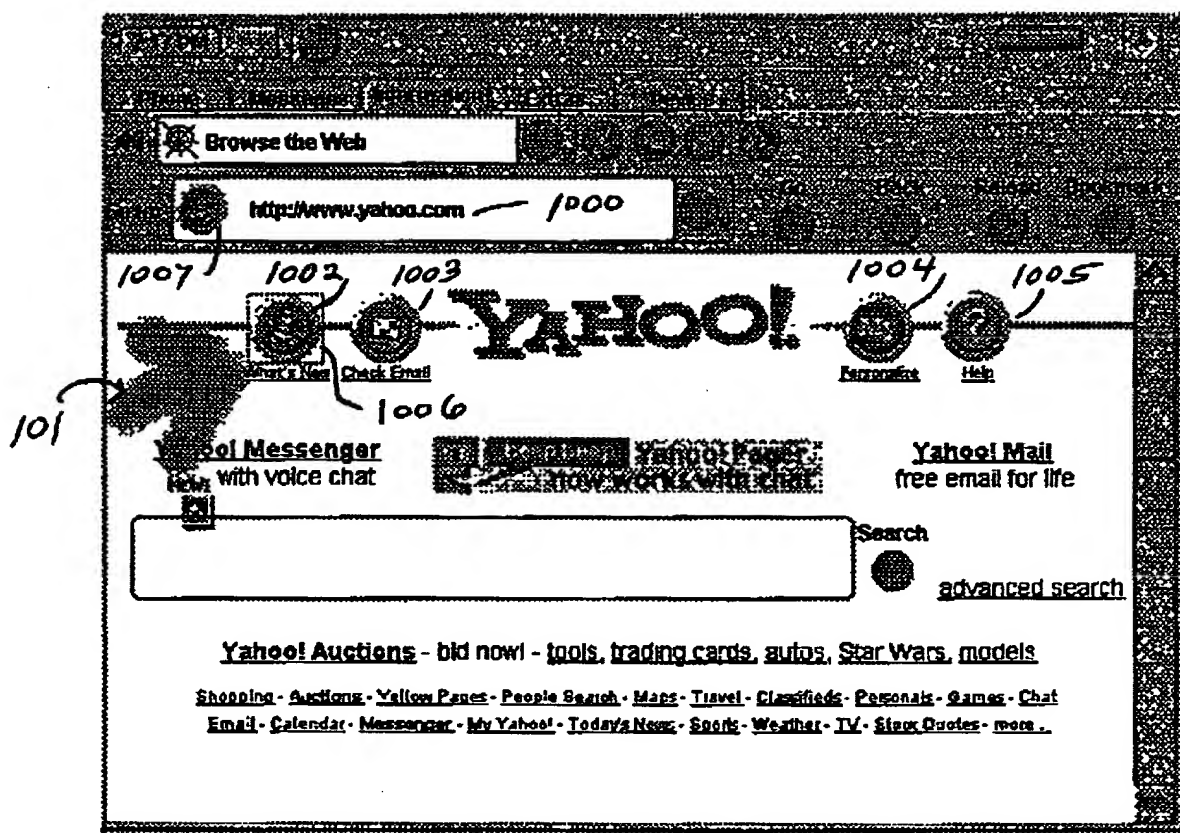 Browse the Web
http://www.yahoo.com 1000
Go Back Reload Bookmark
1007 1002 1003 YAHOO! 1004 1005
What's New Check Email Personalize Help
101 1006
Yahoo! Messenger Yahoo! Pager Yahoo! Mail
with voice chat now works with chat free email for life
Search
advanced search
Yahoo! Auctions - bid now! - tools, trading cards, autos, Star Wars, models
Shopping - Auctions - Yellow Pages - People Search - Maps - Travel - Classifieds - Personals - Games - Chat
Email - Calendar - Messenger - My Yahoo! - Today's News - Sports - Weather - TV - Stock Quotes - more..